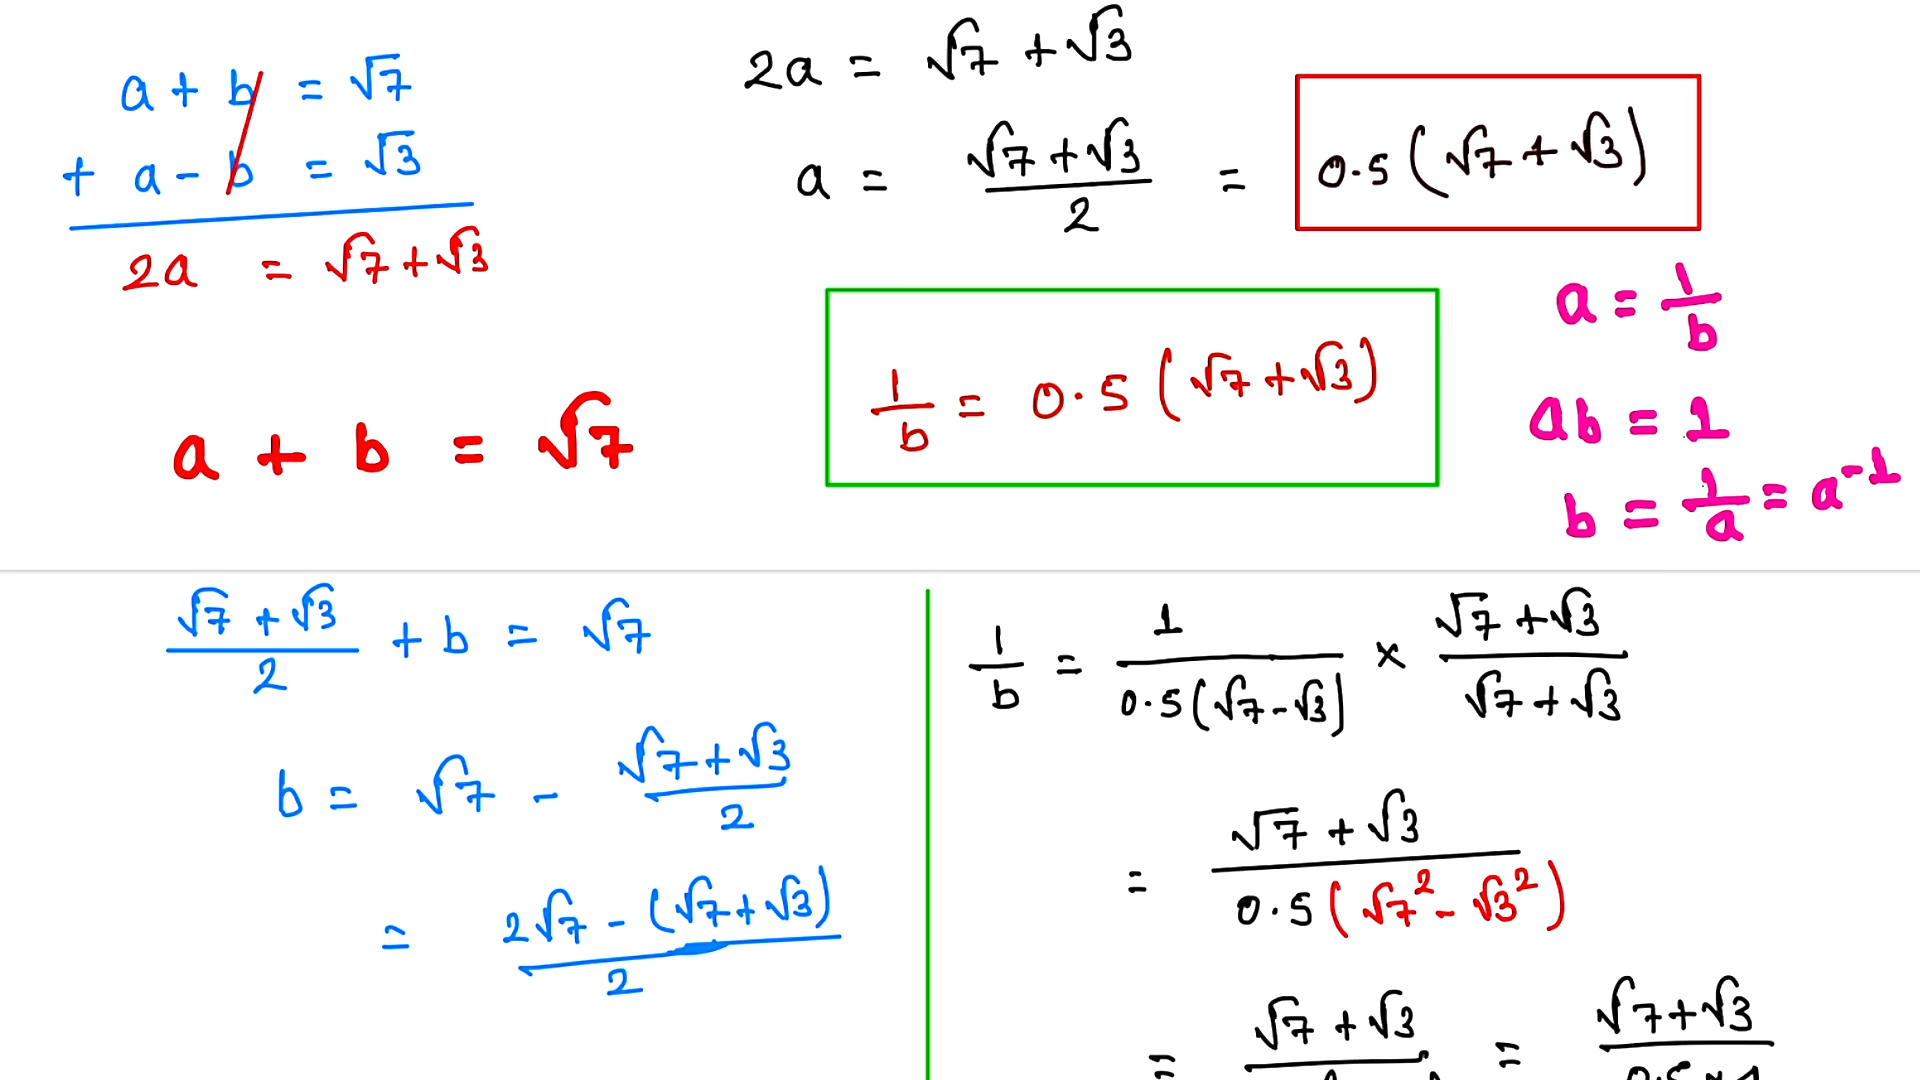 a + b = √7
+ a - b = √3
2a = √7 + √3
a + b = √7
2a = √7 + √3
a = (√7 + √3)/2 = 0.5 (√7 + √3)
1/b = 0.5 (√7 + √3)
a = 1/b
ab = 1
b = 1/a = a⁻¹
(√7 + √3)/2 + b = √7
b = √7 - (√7 + √3)/2
= (2√7 - (√7 + √3))/2
1/b = 1/(0.5(√7 - √3)) × (√7 + √3)/(√7 + √3)
= (√7 + √3)/(0.5(√7² - √3²))
= √7 + √3 = √7 + √3